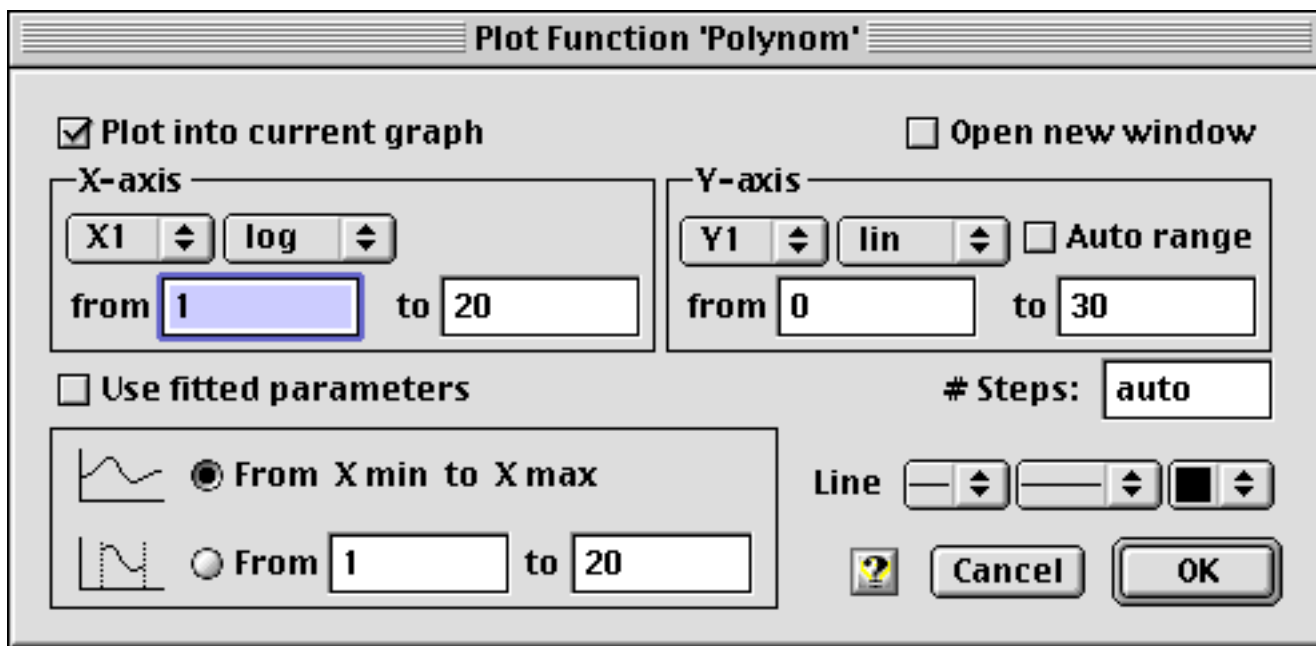 Plot Function 'Polynom'
Plot into current graph
Open new window
X-axis
X1 log
from 1 to 20
Y-axis
Y1 lin Auto range
from 0 to 30
Use fitted parameters
# Steps: auto
From X min to X max
From 1 to 20
Line
?
Cancel OK